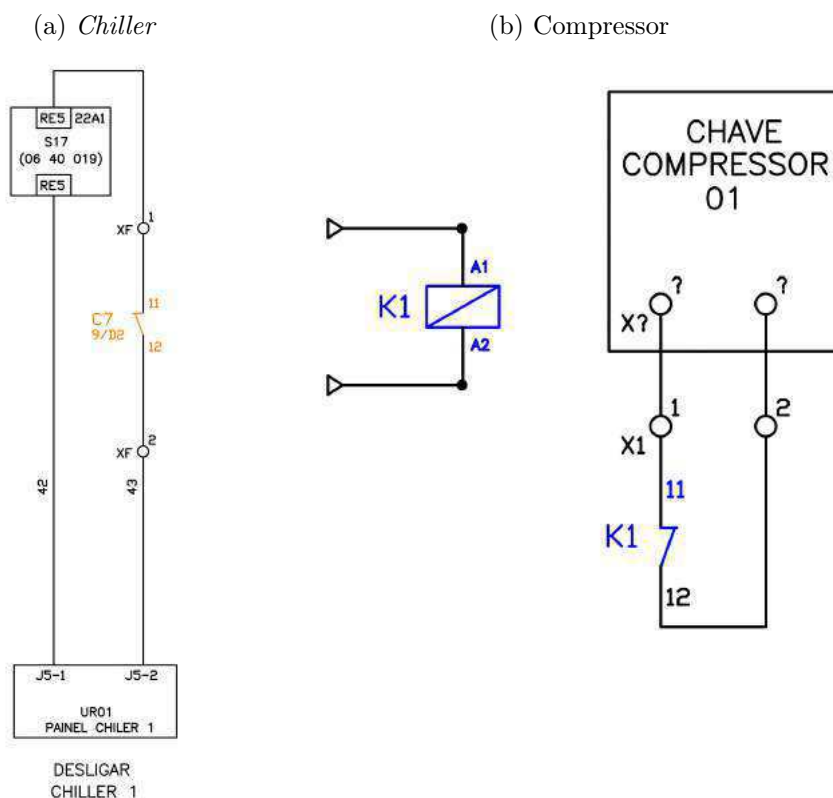 (a) Chiller
(b) Compressor
RE5 22A1
S17
(06 40 019)
RE5
XF 1
11
C7
9/D2
12
XF 2
42
43
J5-1 J5-2
UR01
PAINEL CHILER 1
DESLIGAR
CHILLER 1
A1
K1
A2
CHAVE
COMPRESSOR
01
? ?
X?
1 2
X1
11
K1
12